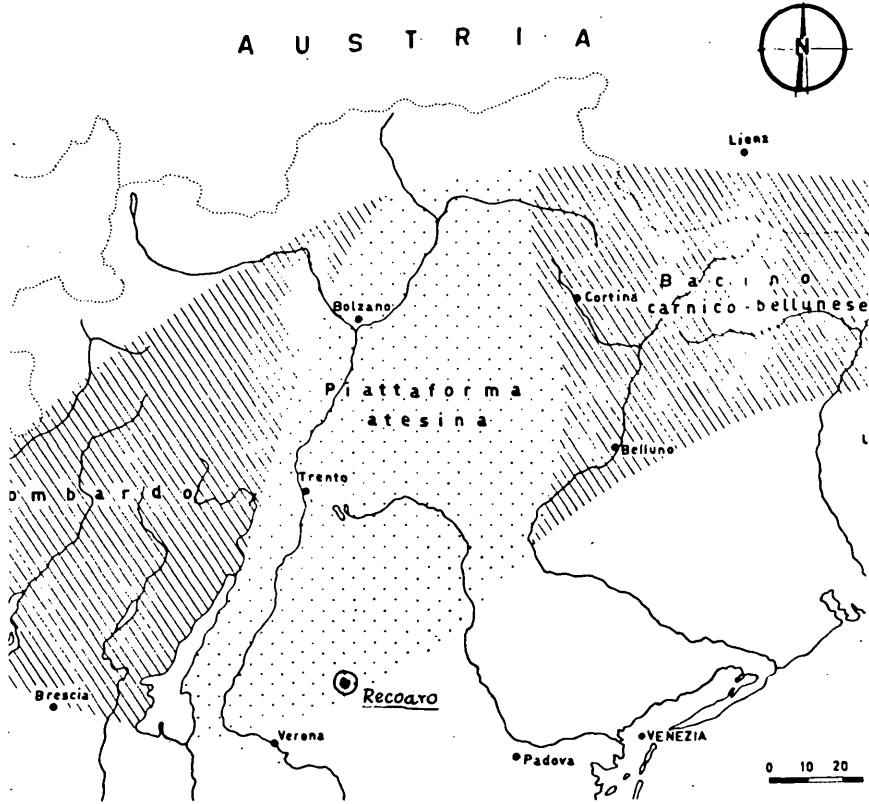 AUSTRIA
N
Lienz
Bacino
carnico-bellunese
Cortina
Bolzano
Piattaforma
atesina
Belluno
Trento
ombardo
Recoaro
Brescia
Verona
VENEZIA
Padova
0 10 20